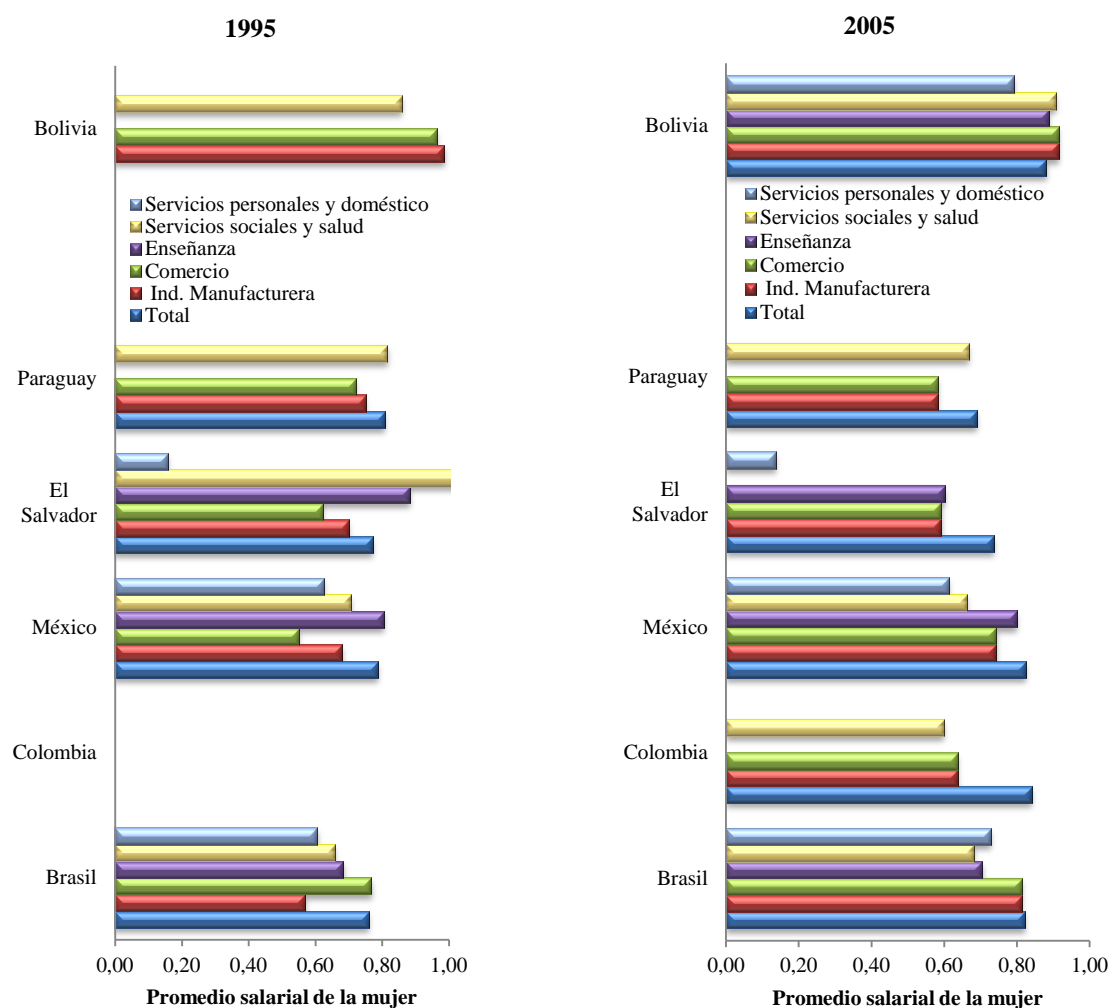 1995
Bolivia
Servicios personales y doméstico
Servicios sociales y salud
Enseñanza
Comercio
Ind. Manufacturera
Total
Paraguay
El
Salvador
México
Colombia
Brasil
0,00 0,20 0,40 0,60 0,80 1,00
Promedio salarial de la mujer
2005
Bolivia
Servicios personales y doméstico
Servicios sociales y salud
Enseñanza
Comercio
Ind. Manufacturera
Total
Paraguay
El
Salvador
México
Colombia
Brasil
0,00 0,20 0,40 0,60 0,80 1,00
Promedio salarial de la mujer